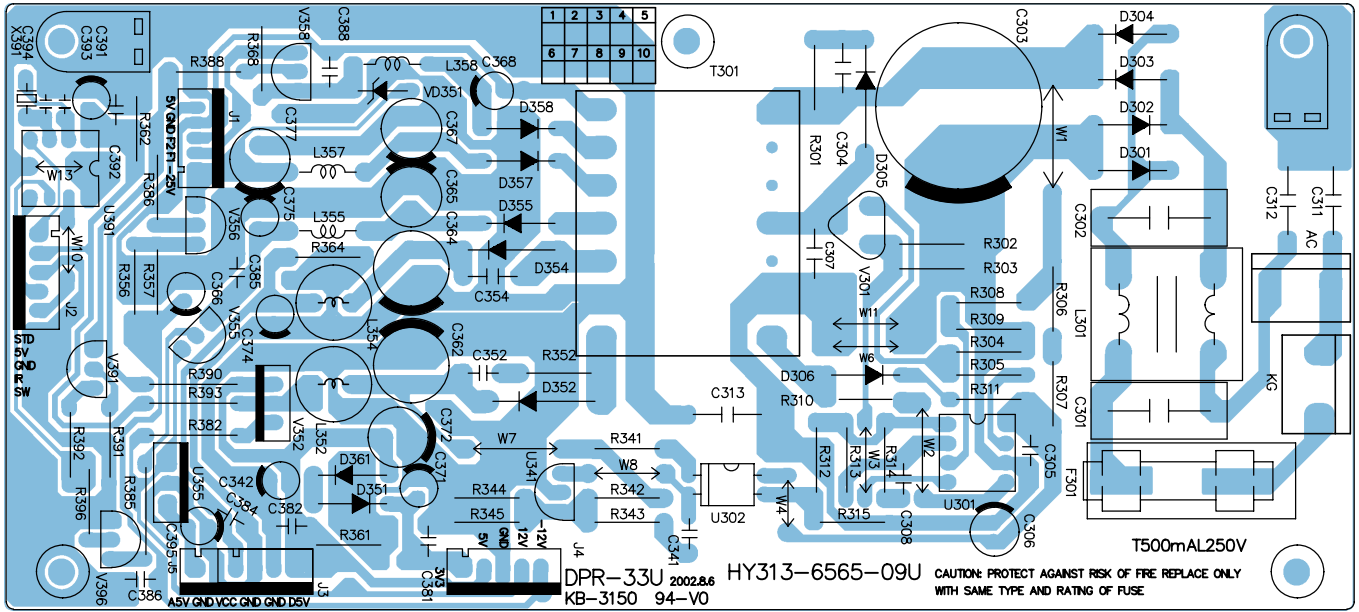 1 2 3 4 5
6 7 8 9 10
X391
C394
C393
C391
R388
R368
V358
C388
L358
C368
VD351
T301
C303
D304
D303
D302
D301
W1
R362
C392
W13
U391
R386
5V GND F2 F1 -25V
J1
C377
L357
C367
D358
D357
C365
C375
L355
R364
C364
D355
D354
C354
V356
C385
R301
C304
D305
C307
V301
R302
R303
C302
C312
C311
AC
W10
J2
R356
R357
C366
V355
C374
L354
C362
R308
R309
R304
R305
R311
R306
L301
W11
W6
D306
R310
R307
C301
KG
STD
5V
GND
R
SW
V391
R390
R393
R382
V352
L352
C352
R352
D352
C313
C372
W7
R341
W8
R392
R391
R396
R385
U355
C342
C384
C382
D361
D351
C371
U341
R344
R345
R342
R343
U302
C341
W4
R312
R313
W3
R314
W2
R315
C308
U301
C305
C306
F301
V396
C386
C395
J5
R361
J3
C381
A5V GND VCC GND GND D5V
3V3
5V
GND
12V
-12V
J4
DPR-33U 2002.8.6
KB-3150 94-V0
HY313-6565-09U
T500mAL250V
CAUTION: PROTECT AGAINST RISK OF FIRE REPLACE ONLY
WITH SAME TYPE AND RATING OF FUSE